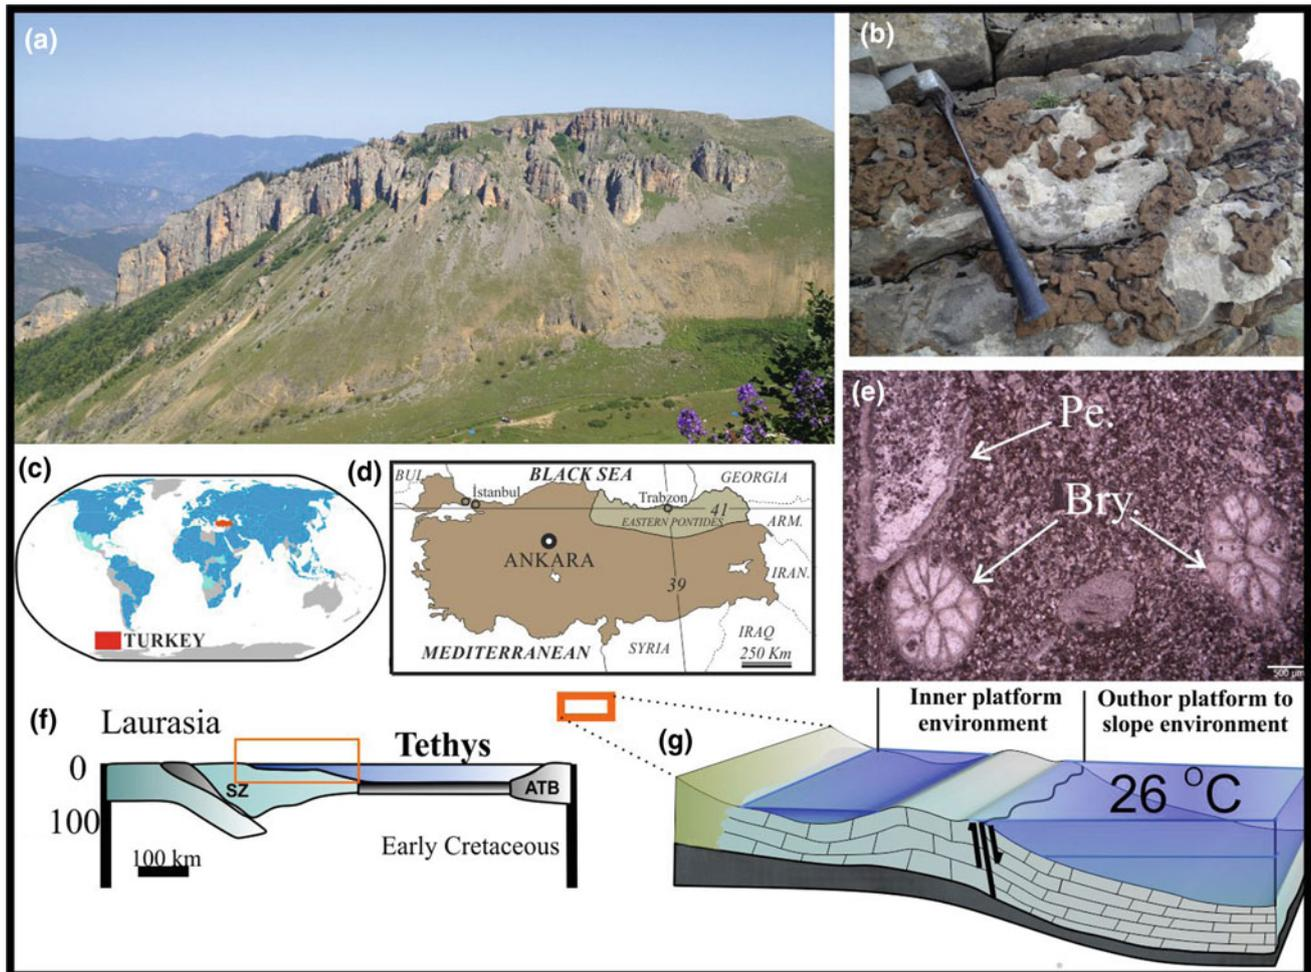 (a)
(b)
(c)
TURKEY
(d)
BUL
BLACK SEA
GEORGIA
İstanbul
Trabzon
41
EASTERN PONTIDES
ARM.
ANKARA
IRAN.
39
IRAQ
SYRIA
MEDITERRANEAN
250 Km
(e)
Pe.
Bry.
500 µm
(f)
Laurasia
Tethys
0
SZ
ATB
100
Early Cretaceous
100 km
(g)
Inner platform
environment
Outhor platform to
slope environment
26 °C